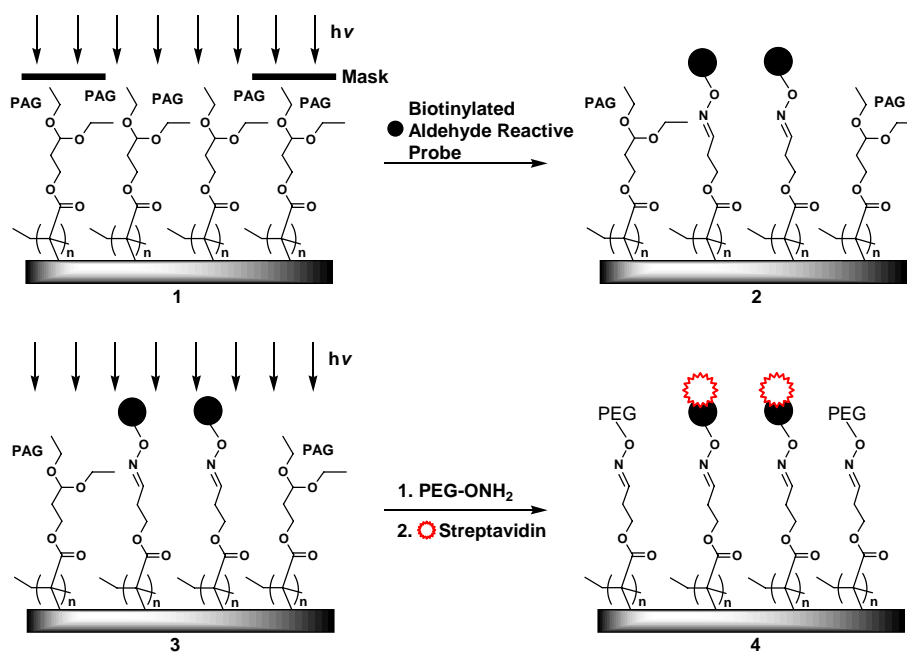 hν
Mask
PAG PAG PAG PAG
O O O O O O O O
O O O O
O O O O
n n n n
1
Biotinylated
Aldehyde Reactive
Probe
PAG PAG
O O
O O O O
N N
O O O O
O O O O
n n n n
2
hν
PAG PAG
O O
O O O O
N N
O O O O
O O O O
n n n n
3
1. PEG-ONH2
2. Streptavidin
PEG PEG
O O O O
N N N N
O O O O
O O O O
n n n n
4